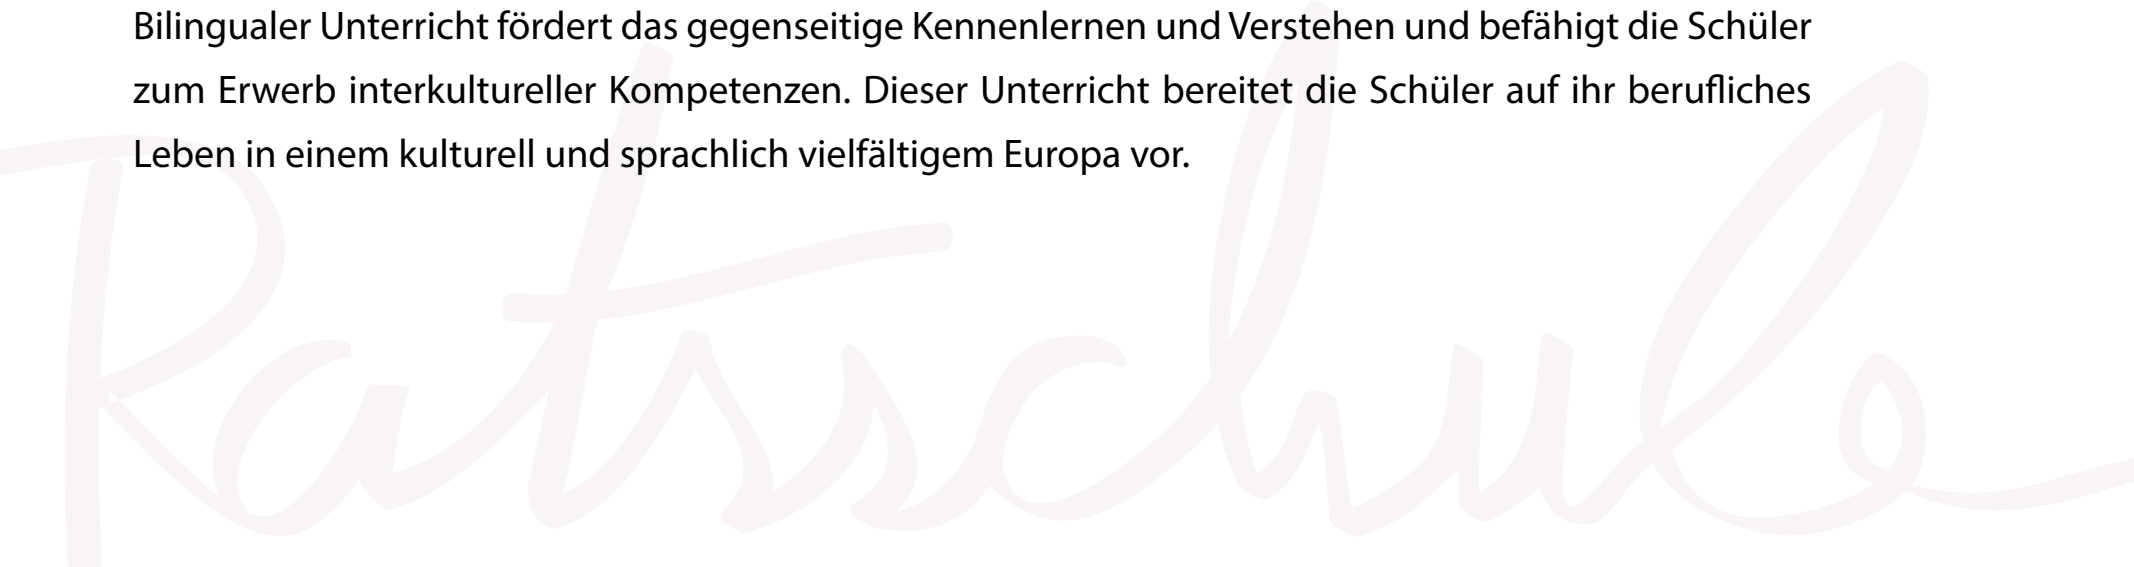 Bilingualer Unterricht fördert das gegenseitige Kennenlernen und Verstehen und befähigt die Schüler
zum Erwerb interkultureller Kompetenzen. Dieser Unterricht bereitet die Schüler auf ihr berufliches
Leben in einem kulturell und sprachlich vielfältigem Europa vor.
Ratsschule